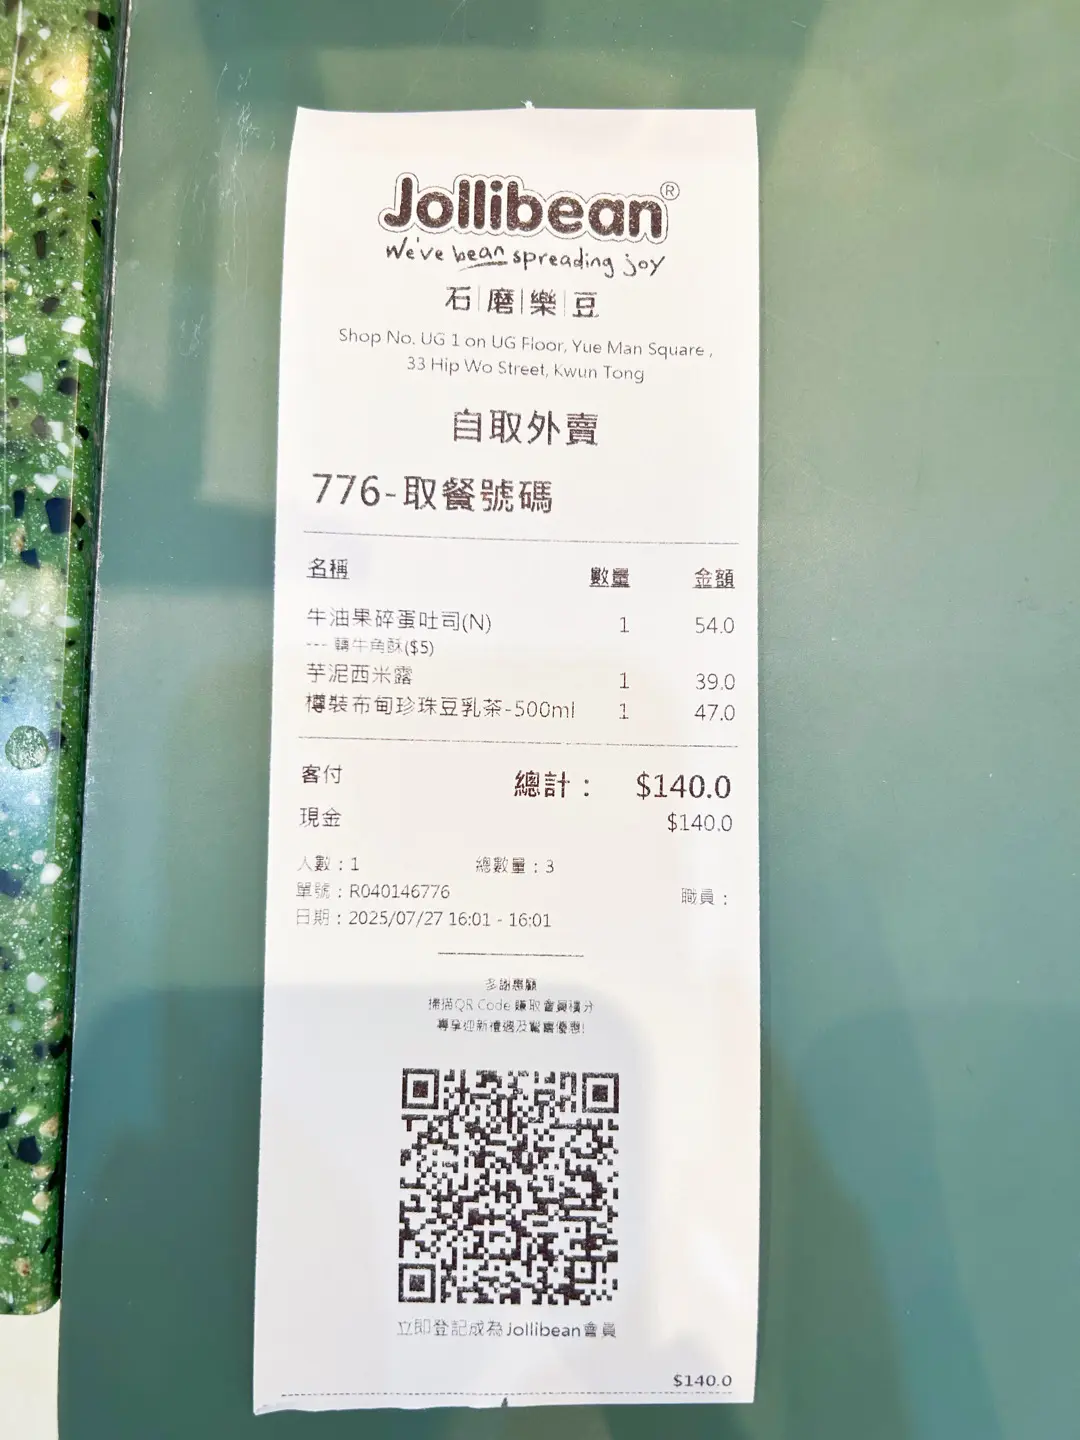 Jollibean®
We've bean spreading joy
石|磨|樂|豆
Shop No. UG 1 on UG Floor, Yue Man Square ,
33 Hip Wo Street, Kwun Tong
自取外賣
776-取餐號碼
名稱 數量 金額
牛油果碎蛋吐司(N) 1 54.0
--- 轉牛角酥($5)
芋泥西米露 1 39.0
樽裝布甸珍珠豆乳茶-500ml 1 47.0
客付 總計： $140.0
現金 $140.0
人數：1 總數量：3
單號：R040146776 職員：
日期：2025/07/27 16:01 - 16:01
多謝惠顧
掃描QR Code 賺取會員積分
專享迎新禮遇及驚喜優惠!
立即登記成為Jollibean會員
$140.0